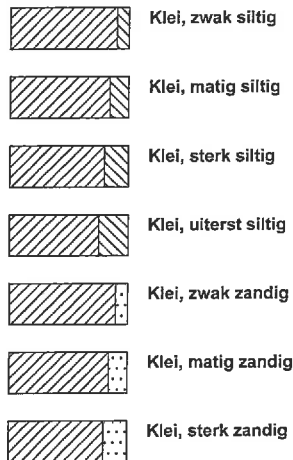 Klei, zwak siltig
Klei, matig siltig
Klei, sterk siltig
Klei, uiterst siltig
Klei, zwak zandig
Klei, matig zandig
Klei, sterk zandig